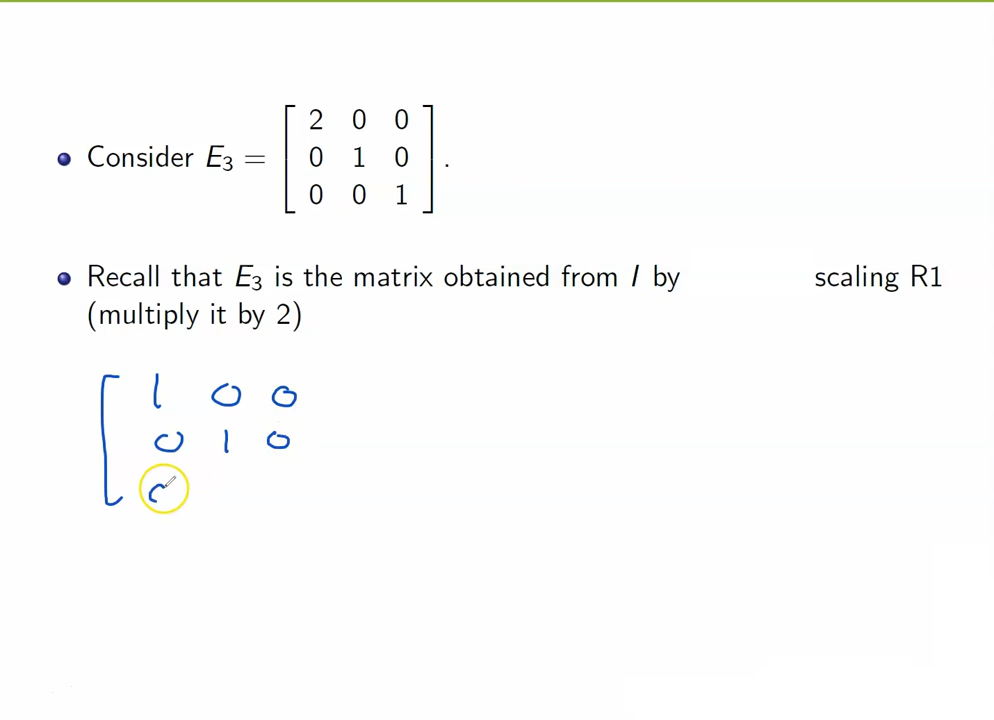 2 0 0
Consider E3 = 0 1 0 .
0 0 1
Recall that E3 is the matrix obtained from I by scaling R1
(multiply it by 2)
1 0 0
0 1 0